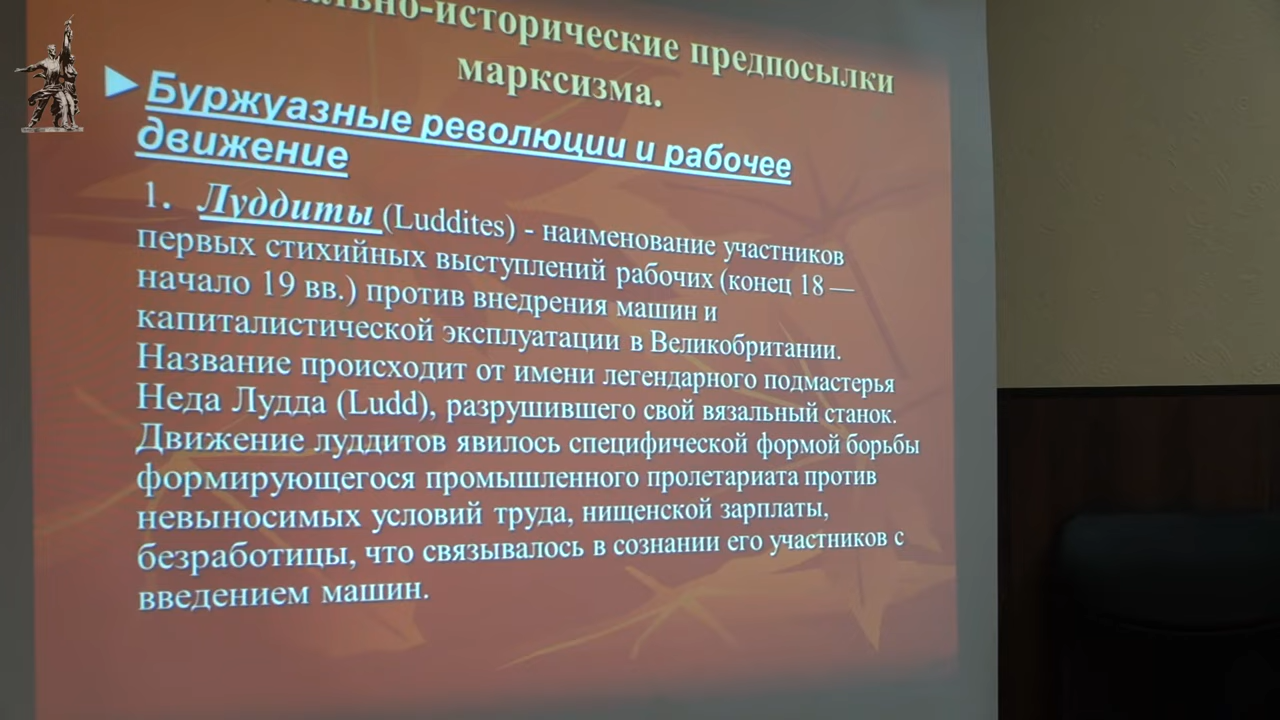 -исторические предпосылки
марксизма.
Буржуазные революции и рабочее
движение
1. Луддиты (Luddites) - наименование участников
первых стихийных выступлений рабочих (конец 18 —
начало 19 вв.) против внедрения машин и
капиталистической эксплуатации в Великобритании.
Название происходит от имени легендарного подмастерья
Неда Лудда (Ludd), разрушившего свой вязальный станок.
Движение луддитов явилось специфической формой борьбы
формирующегося промышленного пролетариата против
невыносимых условий труда, нищенской зарплаты,
безработицы, что связывалось в сознании его участников с
введением машин.